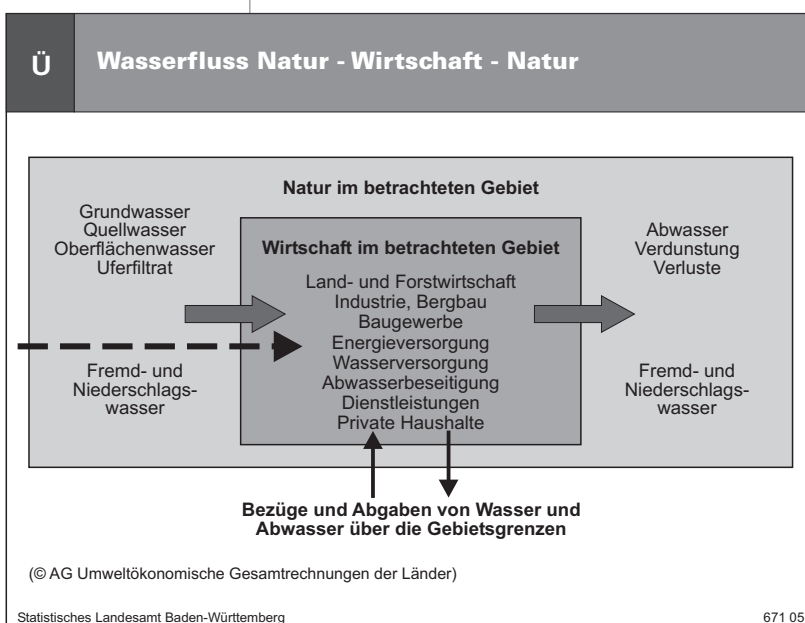 Ü
Wasserfluss Natur - Wirtschaft - Natur
Natur im betrachteten Gebiet
Grundwasser
Quellwasser
Oberflächenwasser
Uferfiltrat
Fremd- und
Niederschlags-
wasser
Wirtschaft im betrachteten Gebiet
Land- und Forstwirtschaft
Industrie, Bergbau
Baugewerbe
Energieversorgung
Wasserversorgung
Abwasserbeseitigung
Dienstleistungen
Private Haushalte
Abwasser
Verdunstung
Verluste
Fremd- und
Niederschlags-
wasser
Bezüge und Abgaben von Wasser und
Abwasser über die Gebietsgrenzen
(© AG Umweltökonomische Gesamtrechnungen der Länder)
Statistisches Landesamt Baden-Württemberg
671 05